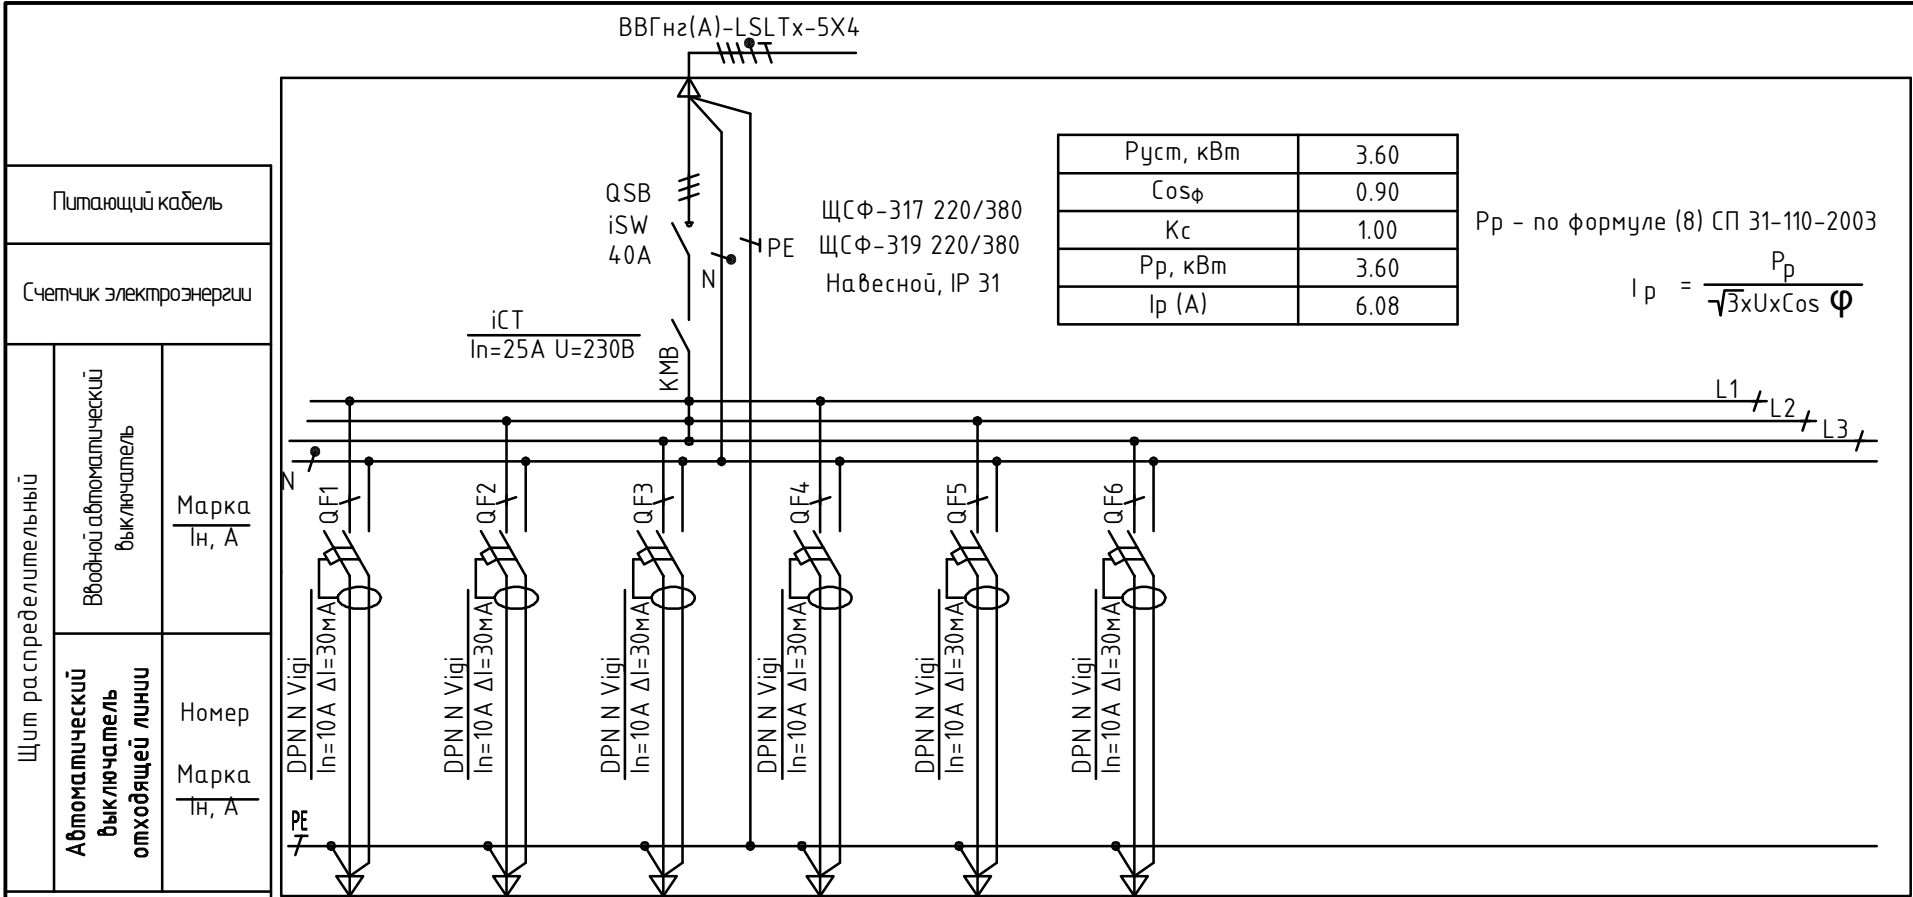 ВВГнг(А)-LSLTx-5X4
Питающий кабель
Счетчик электроэнергии
Щит распределительный
Вводной автоматический
выключатель
Марка
Iн, А
Автоматический
выключатель
отходящей линии
Номер
Марка
Iн, А
QSB
iSW
40A
N
PE
ЩСФ-317 220/380
ЩСФ-319 220/380
Навесной, IP 31
Руст, кВт 3.60
Cosφ 0.90
Кс 1.00
Рр, кВт 3.60
Iр (А) 6.08
Рр - по формуле (8) СП 31-110-2003
I р = Рр / √3xUxCos φ
iCT
In=25A U=230В
КМВ
L1
L2
L3
N
QF1
QF2
QF3
QF4
QF5
QF6
DPN N Vigi
In=10A ΔI=30мА
DPN N Vigi
In=10A ΔI=30мА
DPN N Vigi
In=10A ΔI=30мА
DPN N Vigi
In=10A ΔI=30мА
DPN N Vigi
In=10A ΔI=30мА
DPN N Vigi
In=10A ΔI=30мА
PE